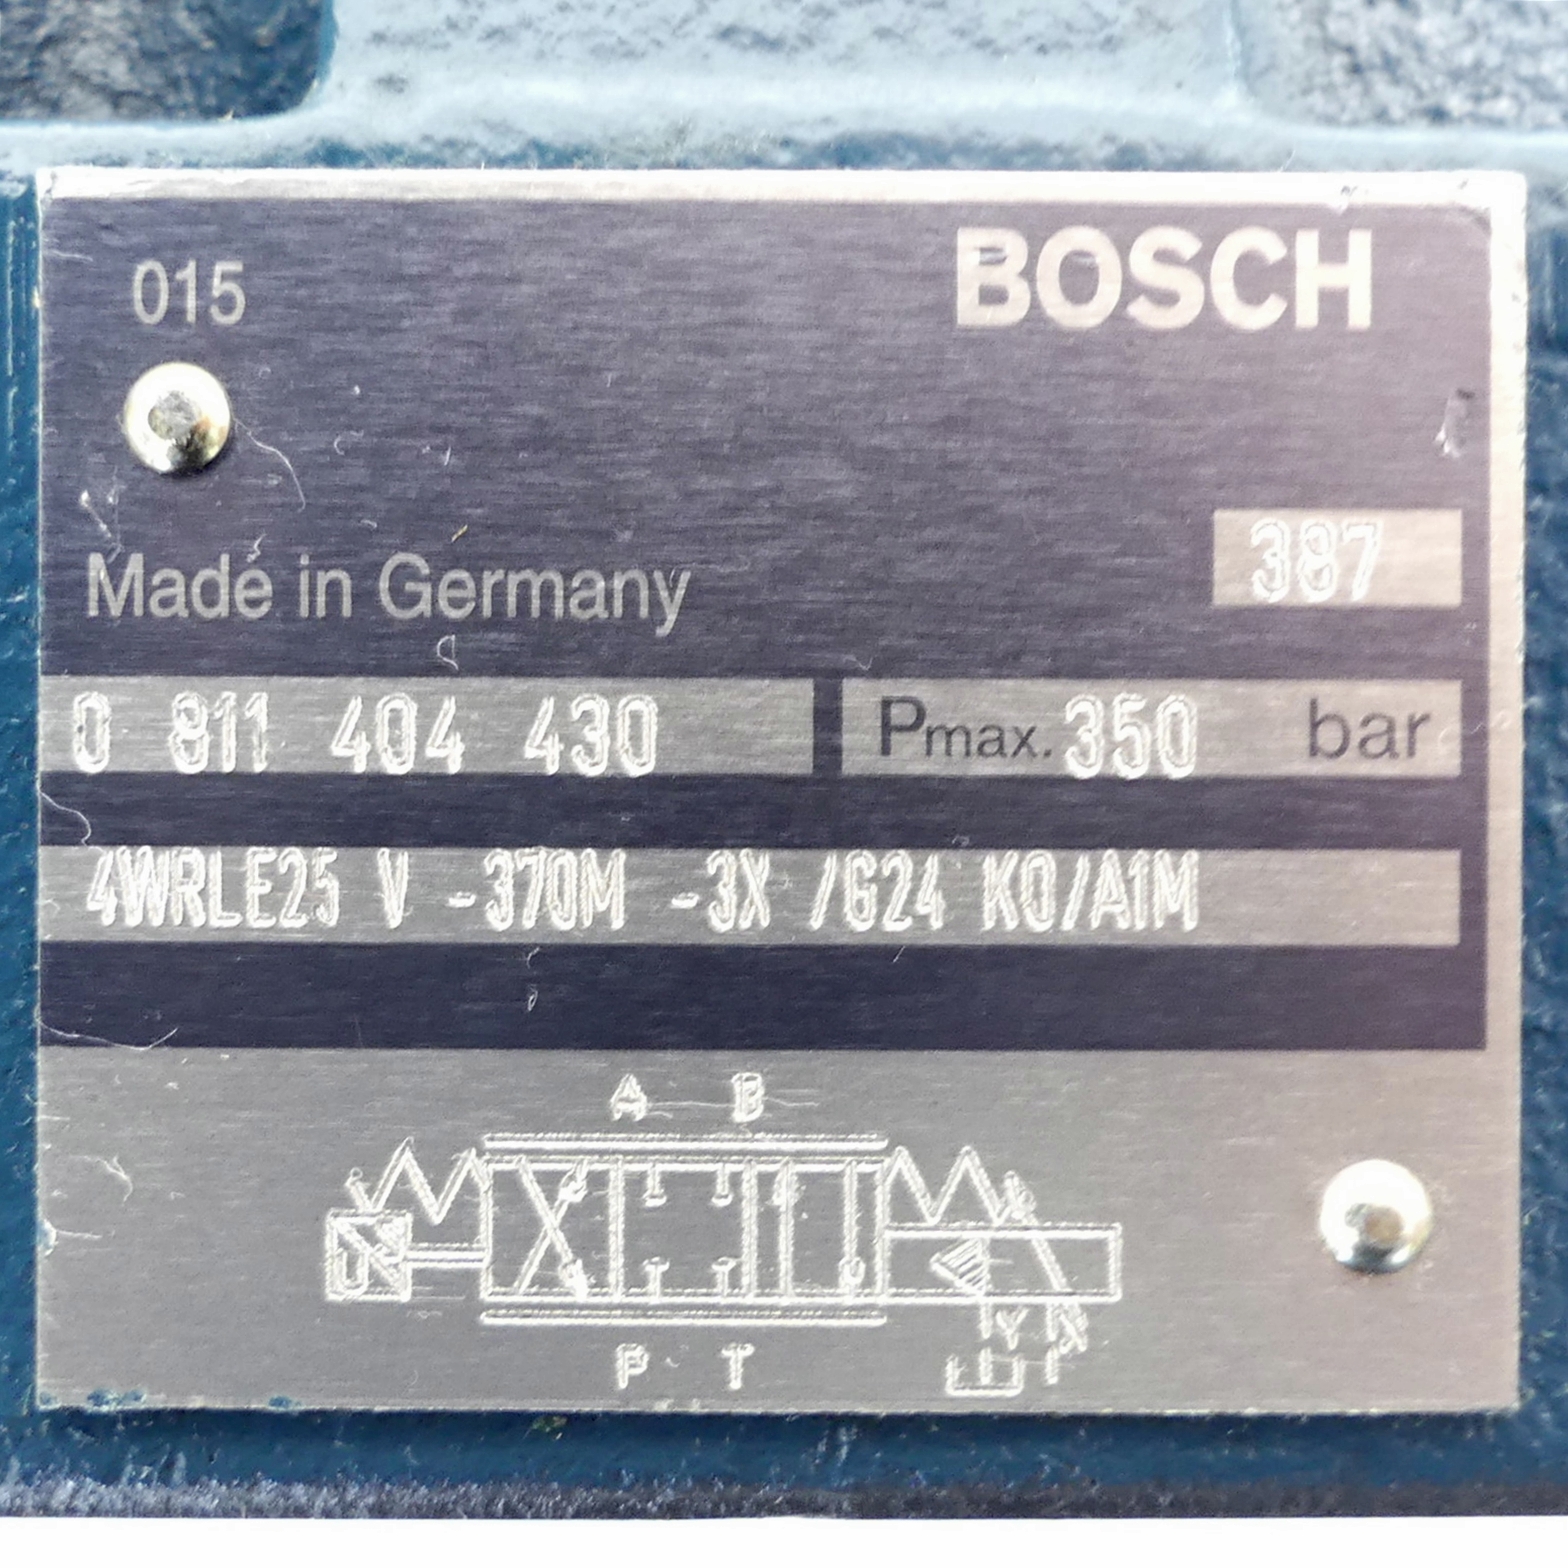 015 BOSCH
Made in Germany 387
0 811 404 430 Pmax. 350 bar
4WRLE25 V -370M -3X /G24 K0/A1M
A B
P T
Y